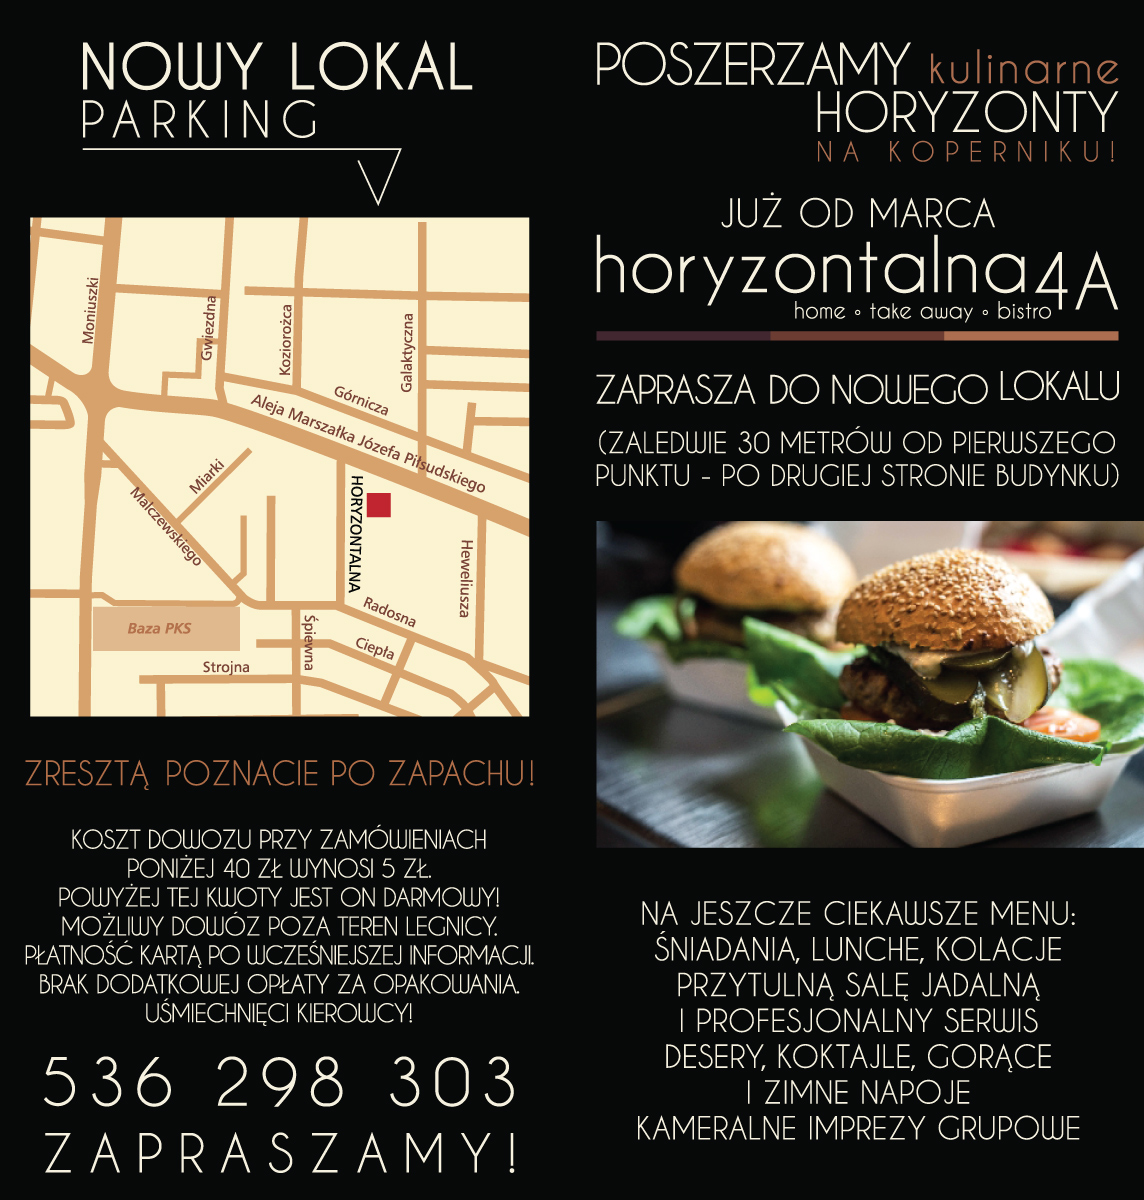 NOWY LOKAL
PARKING
Moniuszki
Gwiezdna
Koziorożca
Galaktyczna
Górnicza
Aleja Marszałka Józefa Piłsudskiego
Miarki
Malczewskiego
HORYZONTALNA
Heweliusza
Radosna
Śpiewna
Ciepła
Baza PKS
Strojna
ZRESZTĄ POZNACIE PO ZAPACHU!
KOSZT DOWOZU PRZY ZAMÓWIENIACH
PONIŻEJ 40 ZŁ WYNOSI 5 ZŁ.
POWYŻEJ TEJ KWOTY JEST ON DARMOWY!
MOŻLIWY DOWÓZ POZA TEREN LEGNICY.
PŁATNOŚĆ KARTĄ PO WCZEŚNIEJSZEJ INFORMACJI.
BRAK DODATKOWEJ OPŁATY ZA OPAKOWANIA.
UŚMIECHNIĘCI KIEROWCY!
536 298 303
ZAPRASZAMY!
POSZERZAMY kulinarne
HORYZONTY
NA KOPERNIKU!
JUŻ OD MARCA
horyzontalna4A
home ◦ take away ◦ bistro
ZAPRASZA DO NOWEGO LOKALU
(ZALEDWIE 30 METRÓW OD PIERWSZEGO
PUNKTU - PO DRUGIEJ STRONIE BUDYNKU)
NA JESZCZE CIEKAWSZE MENU:
ŚNIADANIA, LUNCHE, KOLACJE
PRZYTULNĄ SALĘ JADALNĄ
I PROFESJONALNY SERWIS
DESERY, KOKTAJLE, GORĄCE
I ZIMNE NAPOJE
KAMERALNE IMPREZY GRUPOWE